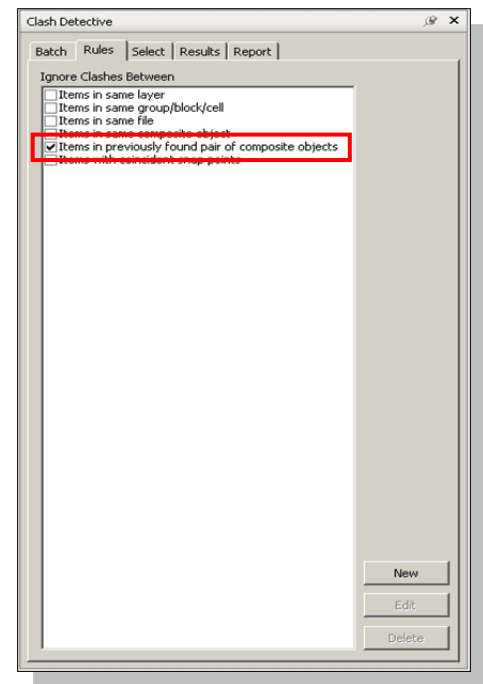 Clash Detective
Batch Rules Select Results Report
Ignore Clashes Between
Items in same layer
Items in same group/block/cell
Items in same file
Items in same composite object
Items in previously found pair of composite objects
Items with coincident snap points
New
Edit
Delete